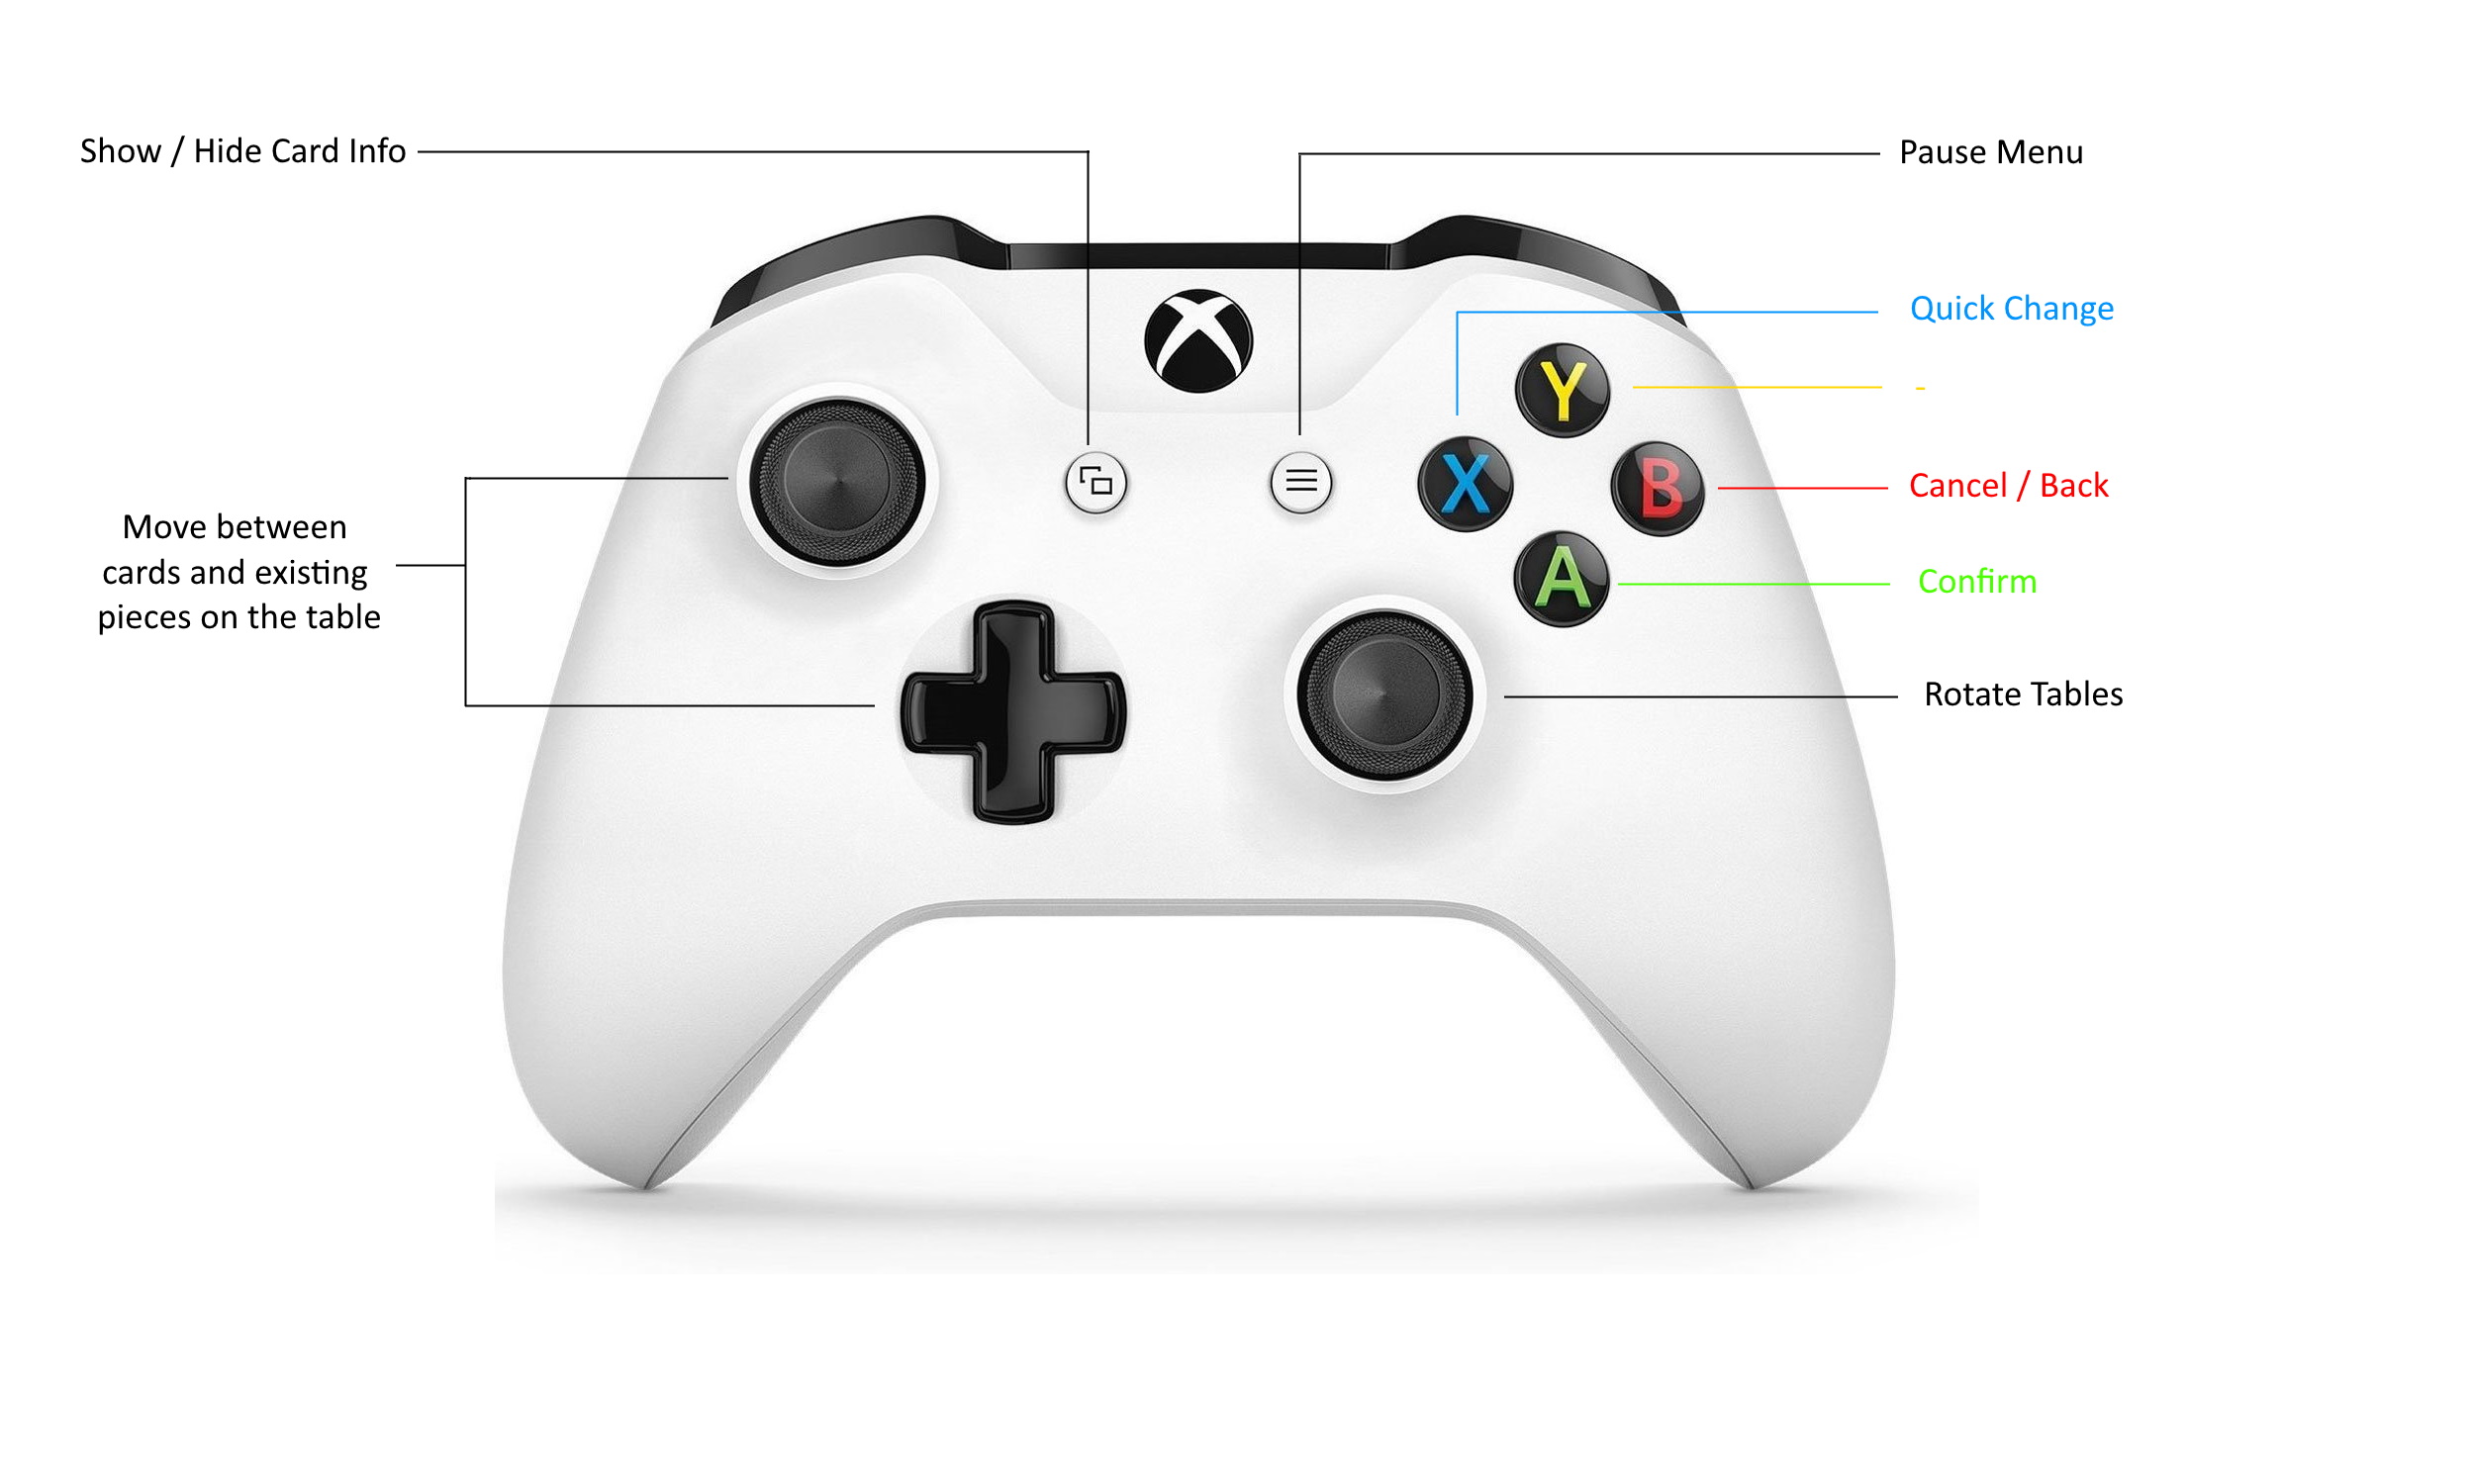 Show / Hide Card Info
Pause Menu
Quick Change
Y
-
X
B
Cancel / Back
Move between
cards and existing
pieces on the table
A
Confirm
Rotate Tables